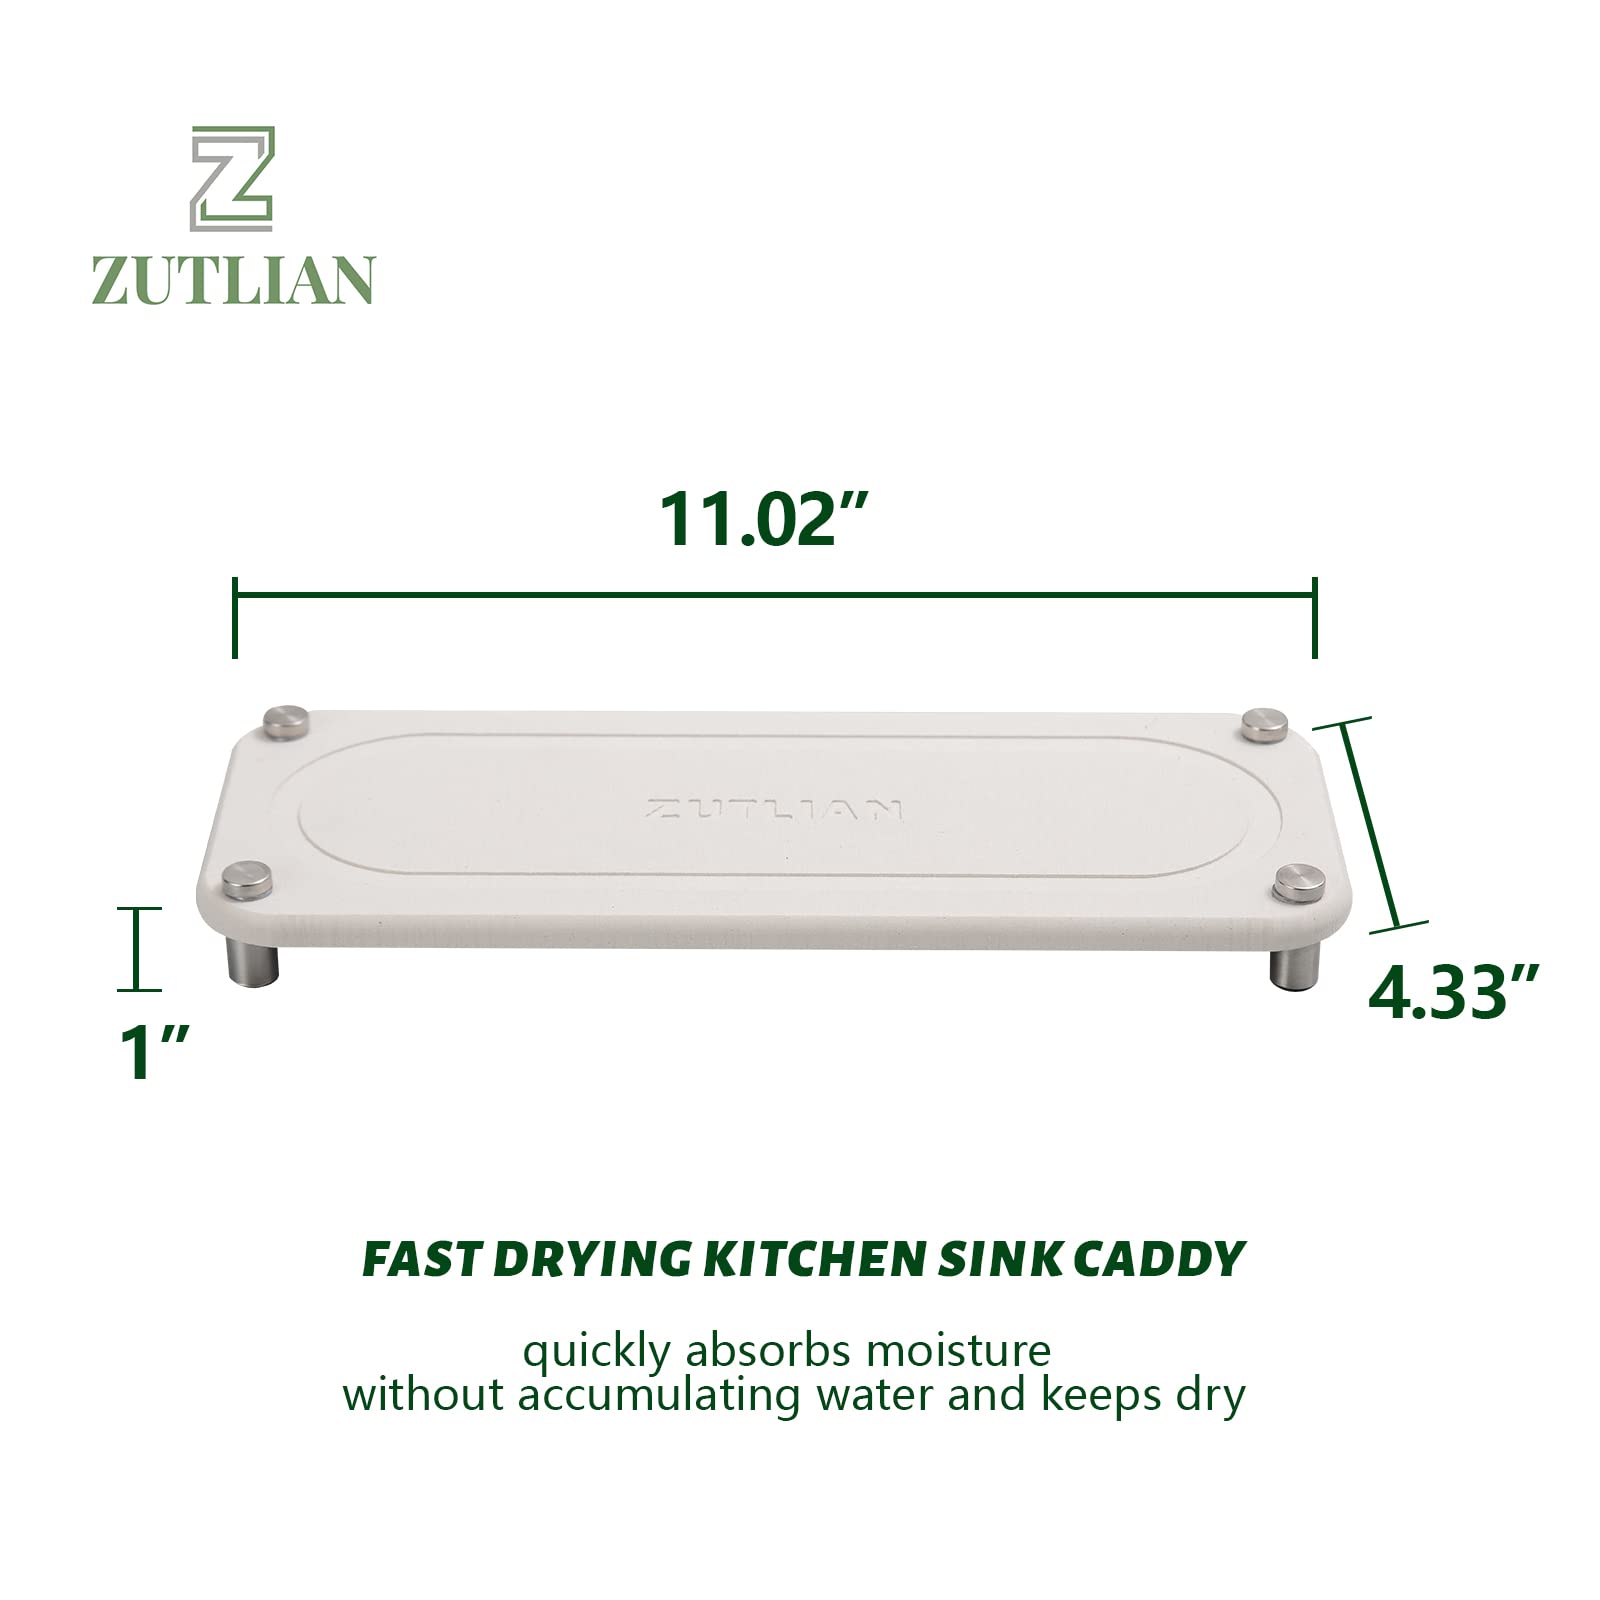 Z
ZUTLIAN
11.02”
ZUTLIAN
1”
4.33”
FAST DRYING KITCHEN SINK CADDY
quickly absorbs moisture
without accumulating water and keeps dry